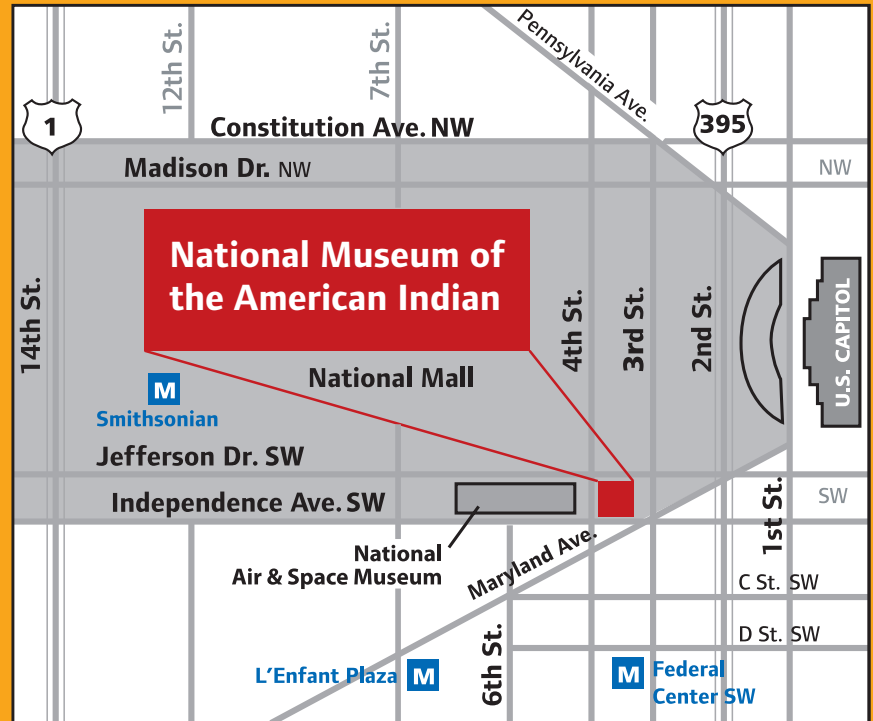 12th St.
7th St.
Pennsylvania Ave.
1
395
Constitution Ave. NW
Madison Dr. NW
NW
National Museum of
the American Indian
14th St.
4th St.
3rd St.
2nd St.
U.S. CAPITOL
National Mall
M
Smithsonian
Jefferson Dr. SW
Independence Ave. SW
SW
1st St.
National
Air & Space Museum
Maryland Ave.
C St. SW
D St. SW
6th St.
L'Enfant Plaza M
M Federal
Center SW